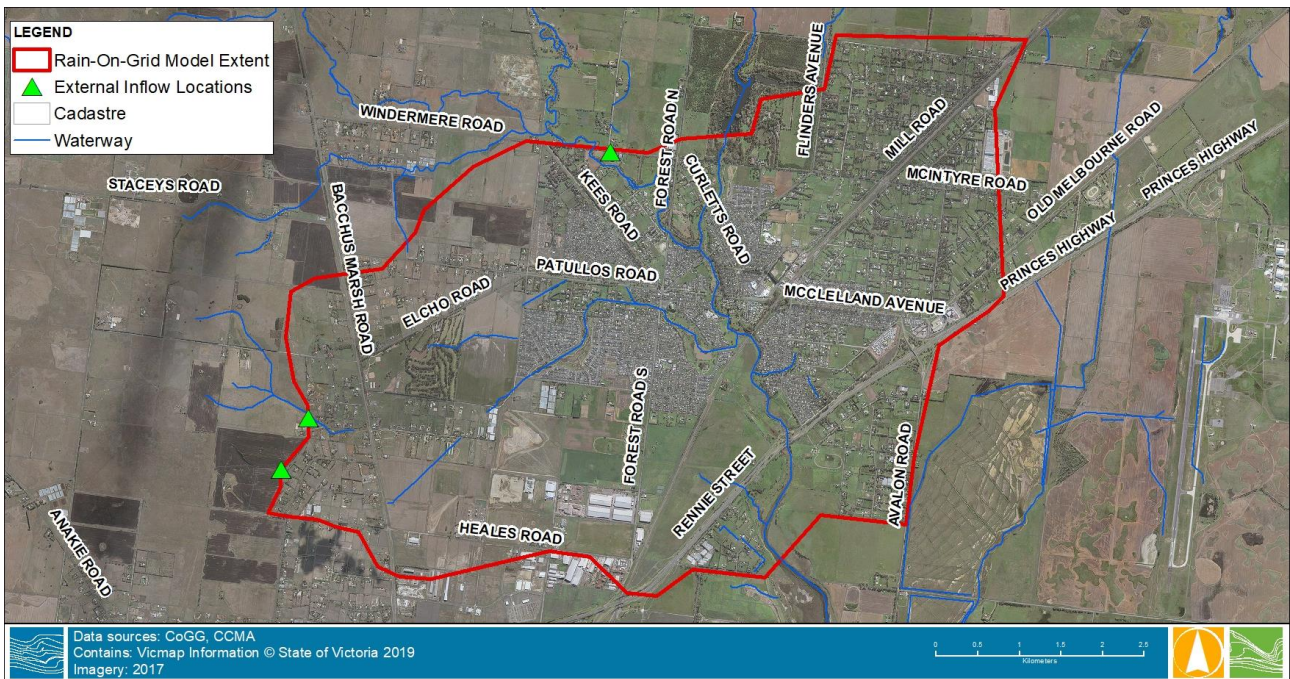 LEGEND
Rain-On-Grid Model Extent
External Inflow Locations
Cadastre
Waterway
WINDERMERE ROAD
STACEYS ROAD
BACCHUS MARSH ROAD
ELCHO ROAD
KEES ROAD
FOREST ROAD N
CURLETTS ROAD
FLINDERS AVENUE
MILL ROAD
MCINTYRE ROAD
OLD MELBOURNE ROAD
PRINCES HIGHWAY
PRINCES HIGHWAY
PATULLOS ROAD
MCCLELLAND AVENUE
FOREST ROAD S
RENNIE STREET
AVALON ROAD
HEALES ROAD
ANAKIE ROAD
Data sources: CoGG, CCMA
Contains: Vicmap Information © State of Victoria 2019
Imagery: 2017
0 0.5 1 1.5 2 2.5
Kilometers